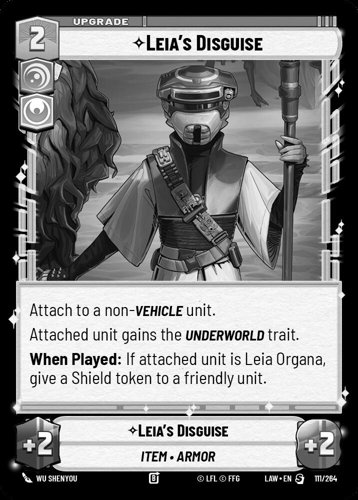 UPGRADE
2
✧LEIA'S DISGUISE
Attach to a non-VEHICLE unit.
Attached unit gains the UNDERWORLD trait.
When Played: If attached unit is Leia Organa,
give a Shield token to a friendly unit.
+2
✧LEIA'S DISGUISE
ITEM • ARMOR
+2
WU SHENYOU
© LFL © FFG
LAW • EN
111/264